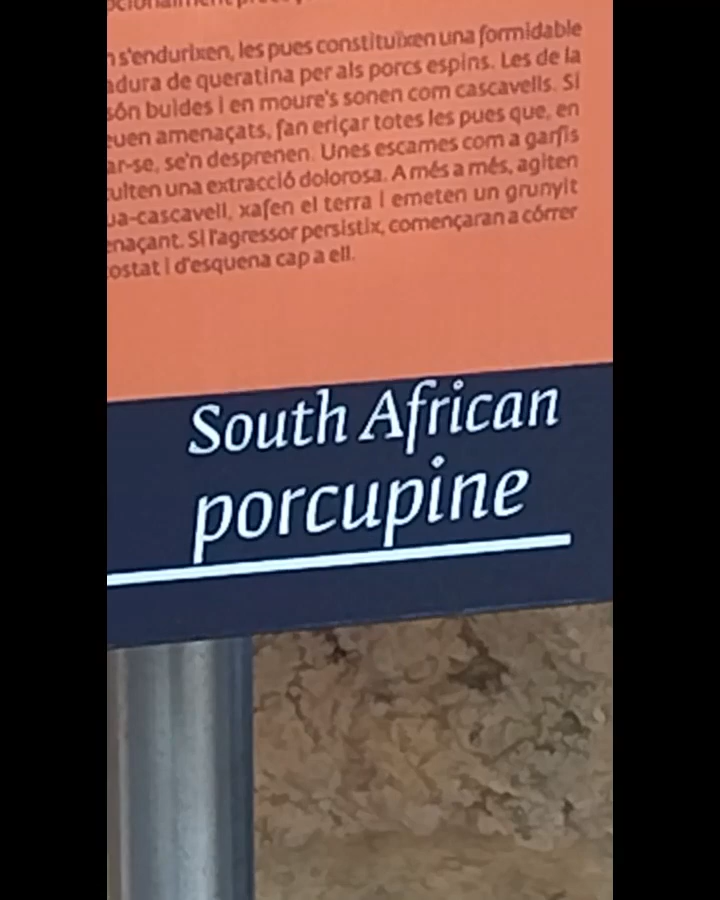 s'endurixen, les pues constituïxen una formidable
adura de queratina per als porcs espins. Les de la
són buides i en moure's sonen com cascavells. Si
euen amenaçats, fan eriçar totes les pues que, en
ar-se, se'n desprenen. Unes escames com a garfis
ulten una extracció dolorosa. A més a més, agiten
ua-cascavell, xafen el terra i emeten un grunyit
enaçant. Si l'agressor persistix, començaran a córrer
ostat i d'esquena cap a ell.
South African
porcupine